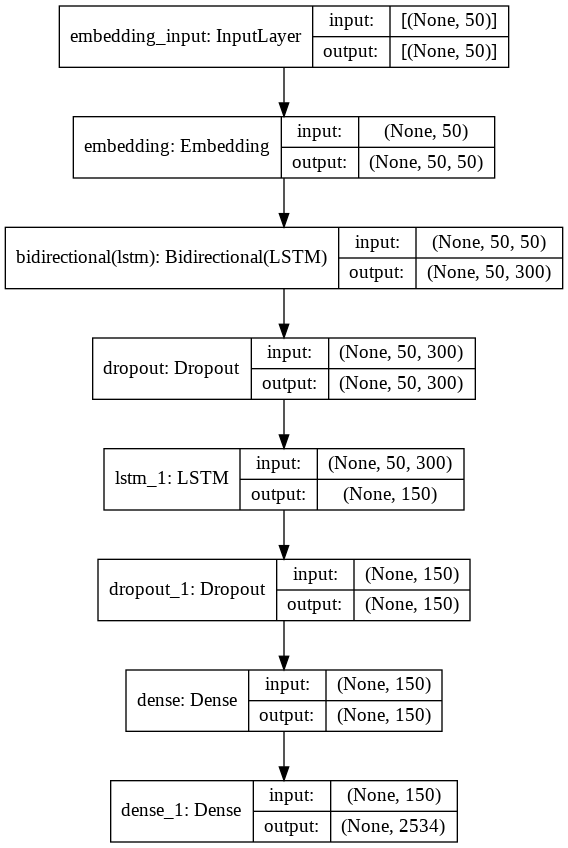 embedding_input: InputLayer
input: [(None, 50)]
output: [(None, 50)]
embedding: Embedding
input: (None, 50)
output: (None, 50, 50)
bidirectional(lstm): Bidirectional(LSTM)
input: (None, 50, 50)
output: (None, 50, 300)
dropout: Dropout
input: (None, 50, 300)
output: (None, 50, 300)
lstm_1: LSTM
input: (None, 50, 300)
output: (None, 150)
dropout_1: Dropout
input: (None, 150)
output: (None, 150)
dense: Dense
input: (None, 150)
output: (None, 150)
dense_1: Dense
input: (None, 150)
output: (None, 2534)